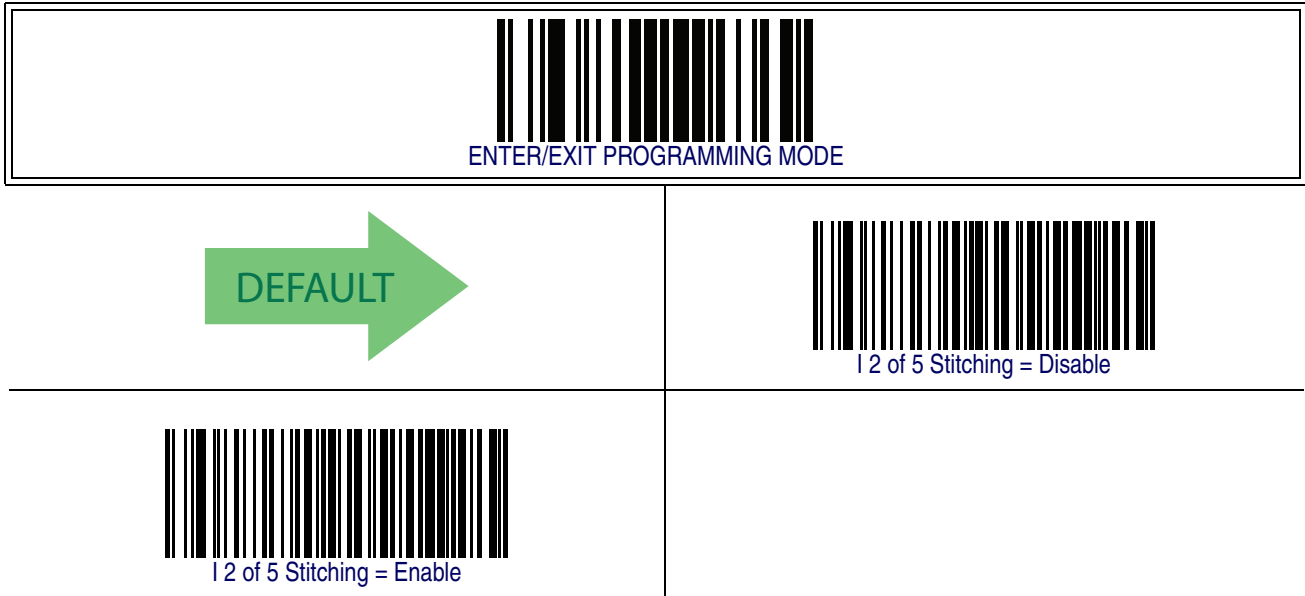 ENTER/EXIT PROGRAMMING MODE
DEFAULT
I 2 of 5 Stitching = Disable
I 2 of 5 Stitching = Enable